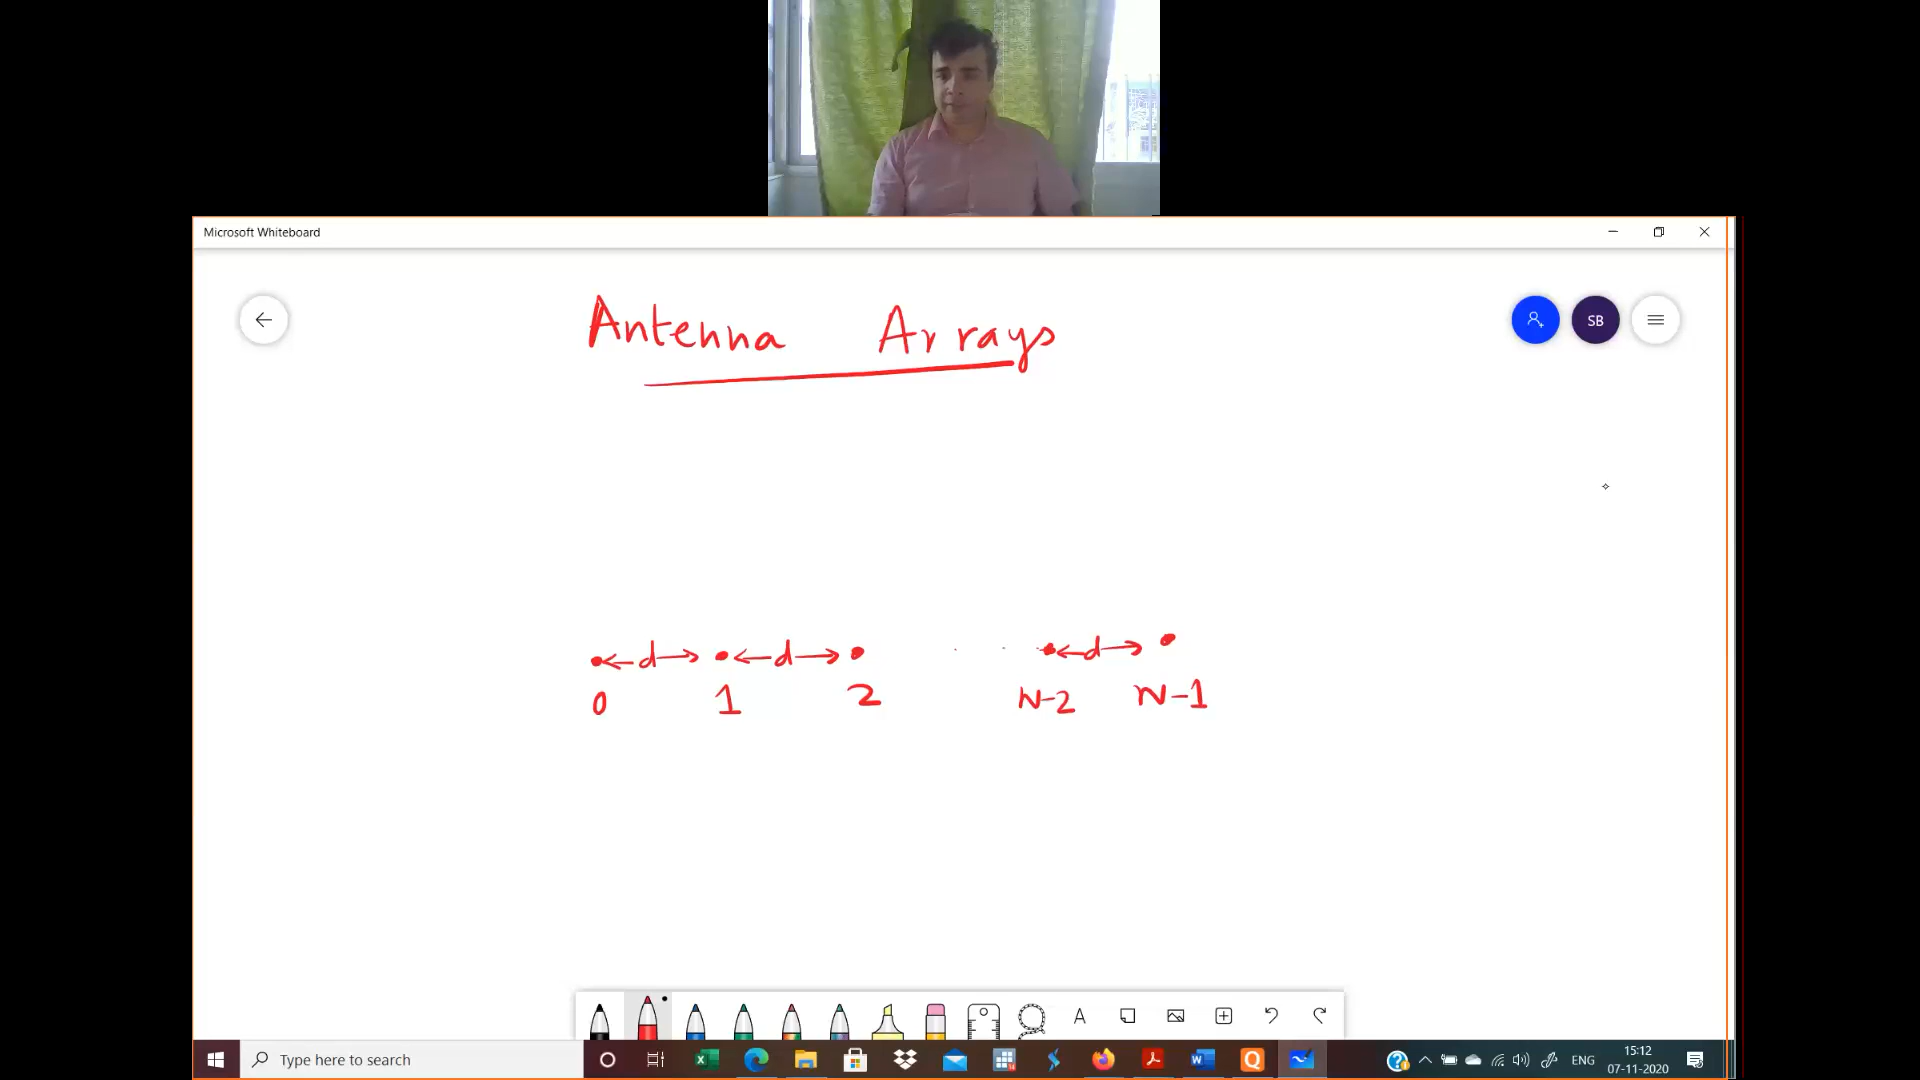 Microsoft Whiteboard
SB
Antenna Arrays
d d d
0 1 2 N-2 N-1
A
Type here to search
ENG
15:12
07-11-2020